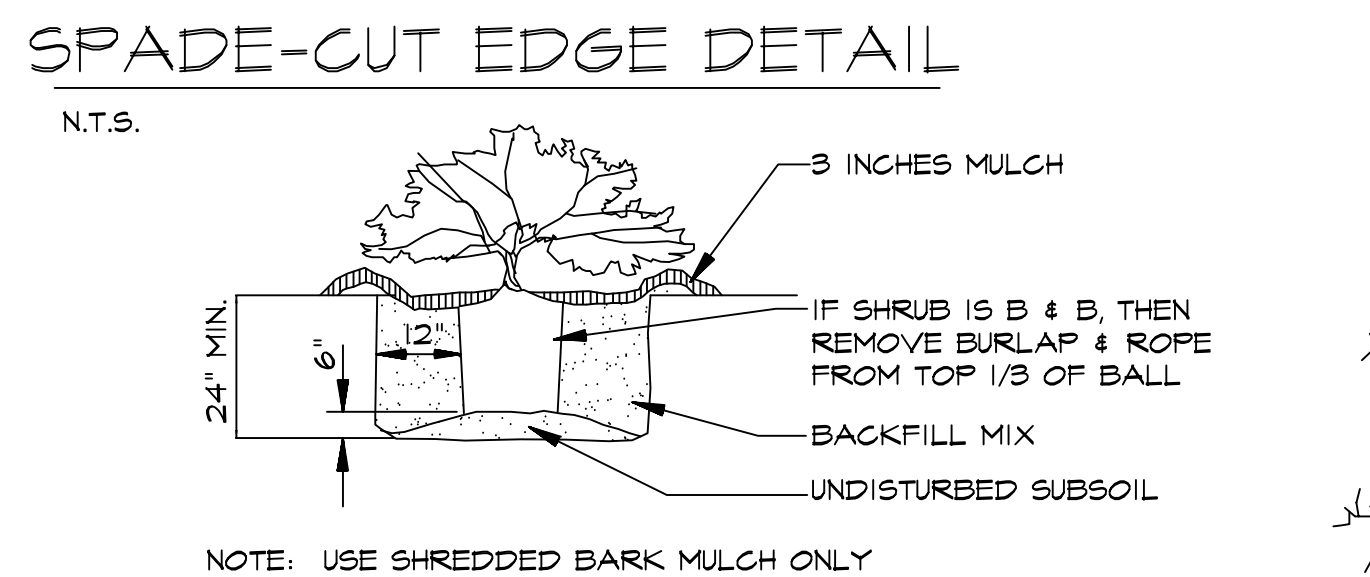 SPADE-CUT EDGE DETAIL
N.T.S.
3 INCHES MULCH
IF SHRUB IS B & B, THEN
REMOVE BURLAP & ROPE
FROM TOP 1/3 OF BALL
24" MIN.
6"
12"
BACKFILL MIX
UNDISTURBED SUBSOIL
NOTE: USE SHREDDED BARK MULCH ONLY